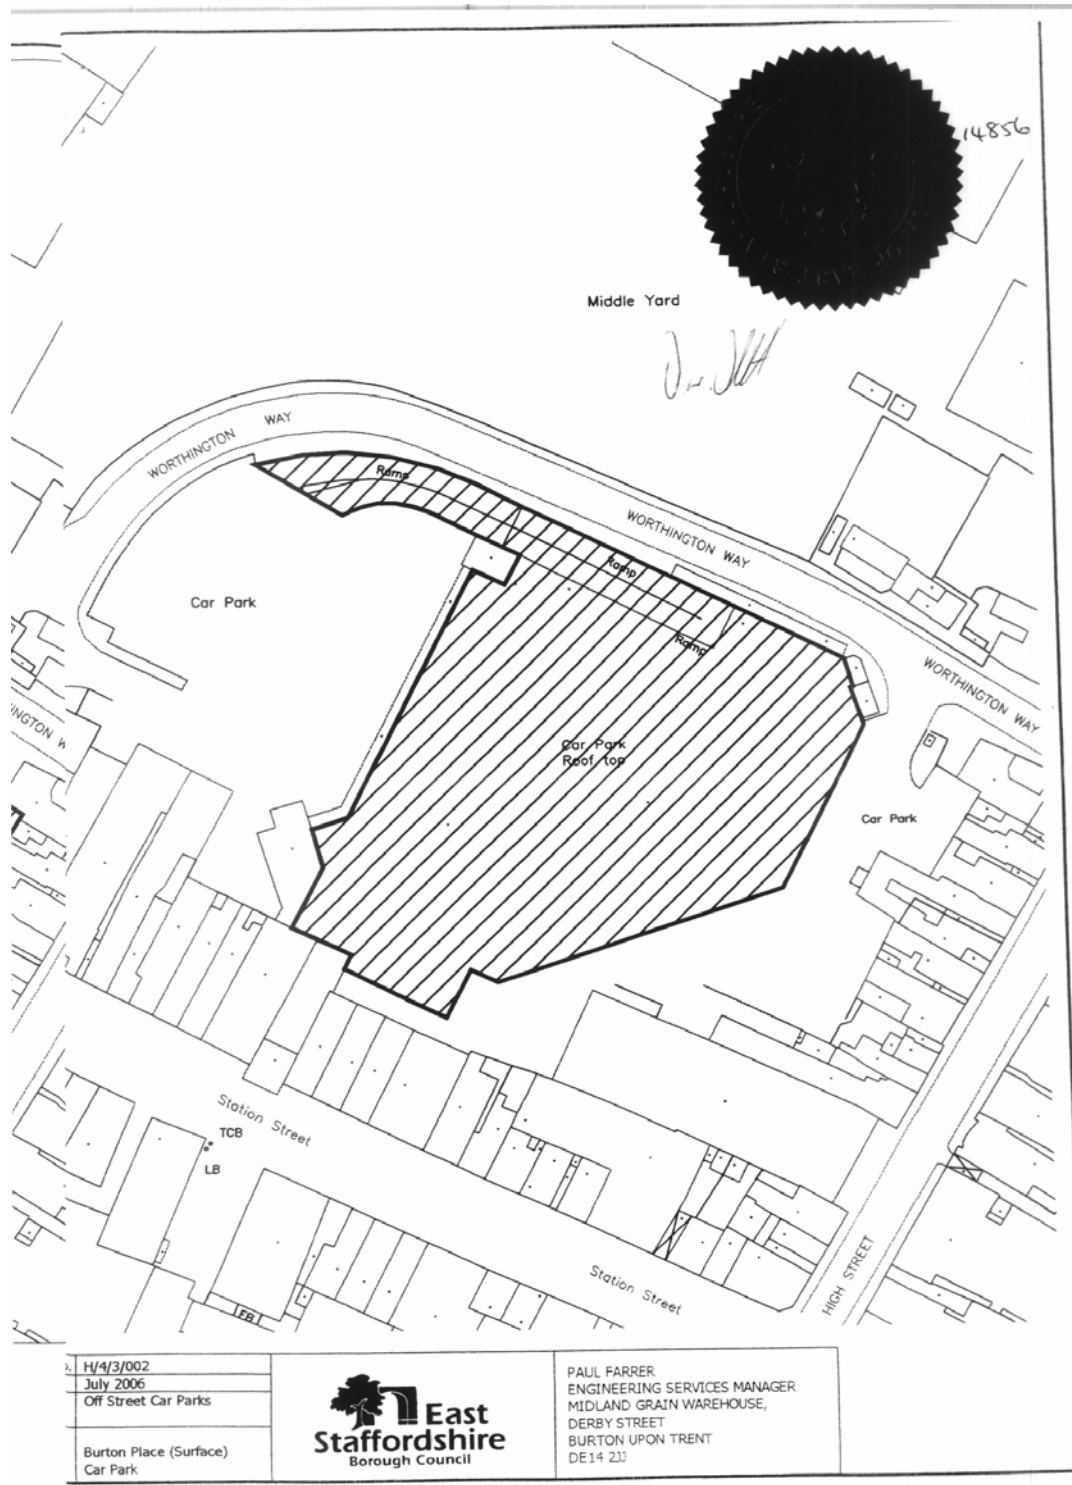 14856
Middle Yard
WORTHINGTON WAY
Ramp
WORTHINGTON WAY
Ramp
Car Park
Ramp
WORTHINGTON WAY
Car Park
Roof top
Car Park
Station Street
TCB
LB
Station Street
HIGH STREET
FB
H/4/3/002
July 2006
Off Street Car Parks
Burton Place (Surface)
Car Park
East
Staffordshire
Borough Council
PAUL FARRER
ENGINEERING SERVICES MANAGER
MIDLAND GRAIN WAREHOUSE,
DERBY STREET
BURTON UPON TRENT
DE14